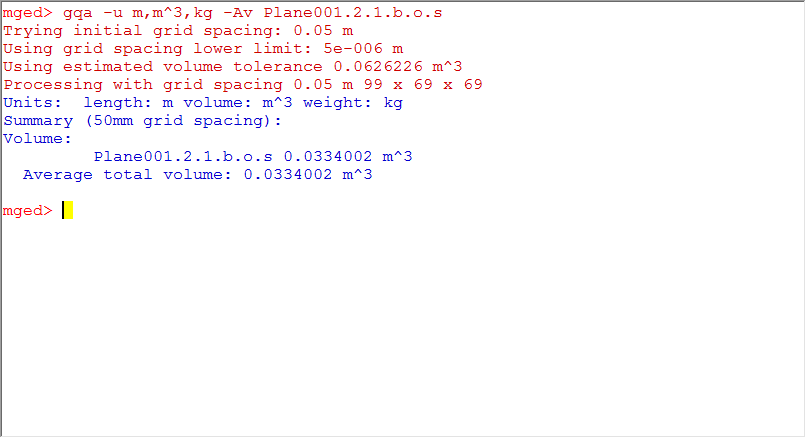 mged> gqa -u m,m^3,kg -Av Plane001.2.1.b.o.s
Trying initial grid spacing: 0.05 m
Using grid spacing lower limit: 5e-006 m
Using estimated volume tolerance 0.0626226 m^3
Processing with grid spacing 0.05 m 99 x 69 x 69
Units:  length: m volume: m^3 weight: kg
Summary (50mm grid spacing):
Volume:
         Plane001.2.1.b.o.s 0.0334002 m^3
  Average total volume: 0.0334002 m^3
mged>